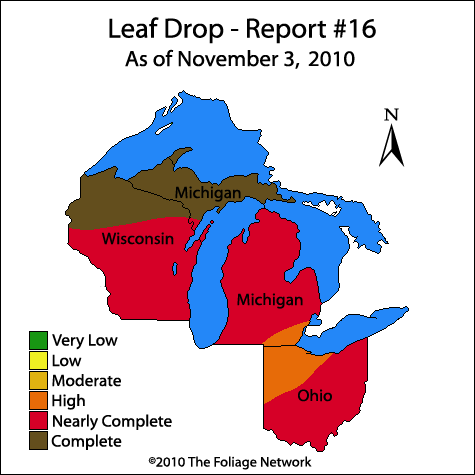 Leaf Drop - Report #16
As of November 3, 2010
N
Michigan
Wisconsin
Michigan
Ohio
Very Low
Low
Moderate
High
Nearly Complete
Complete
©2010 The Foliage Network